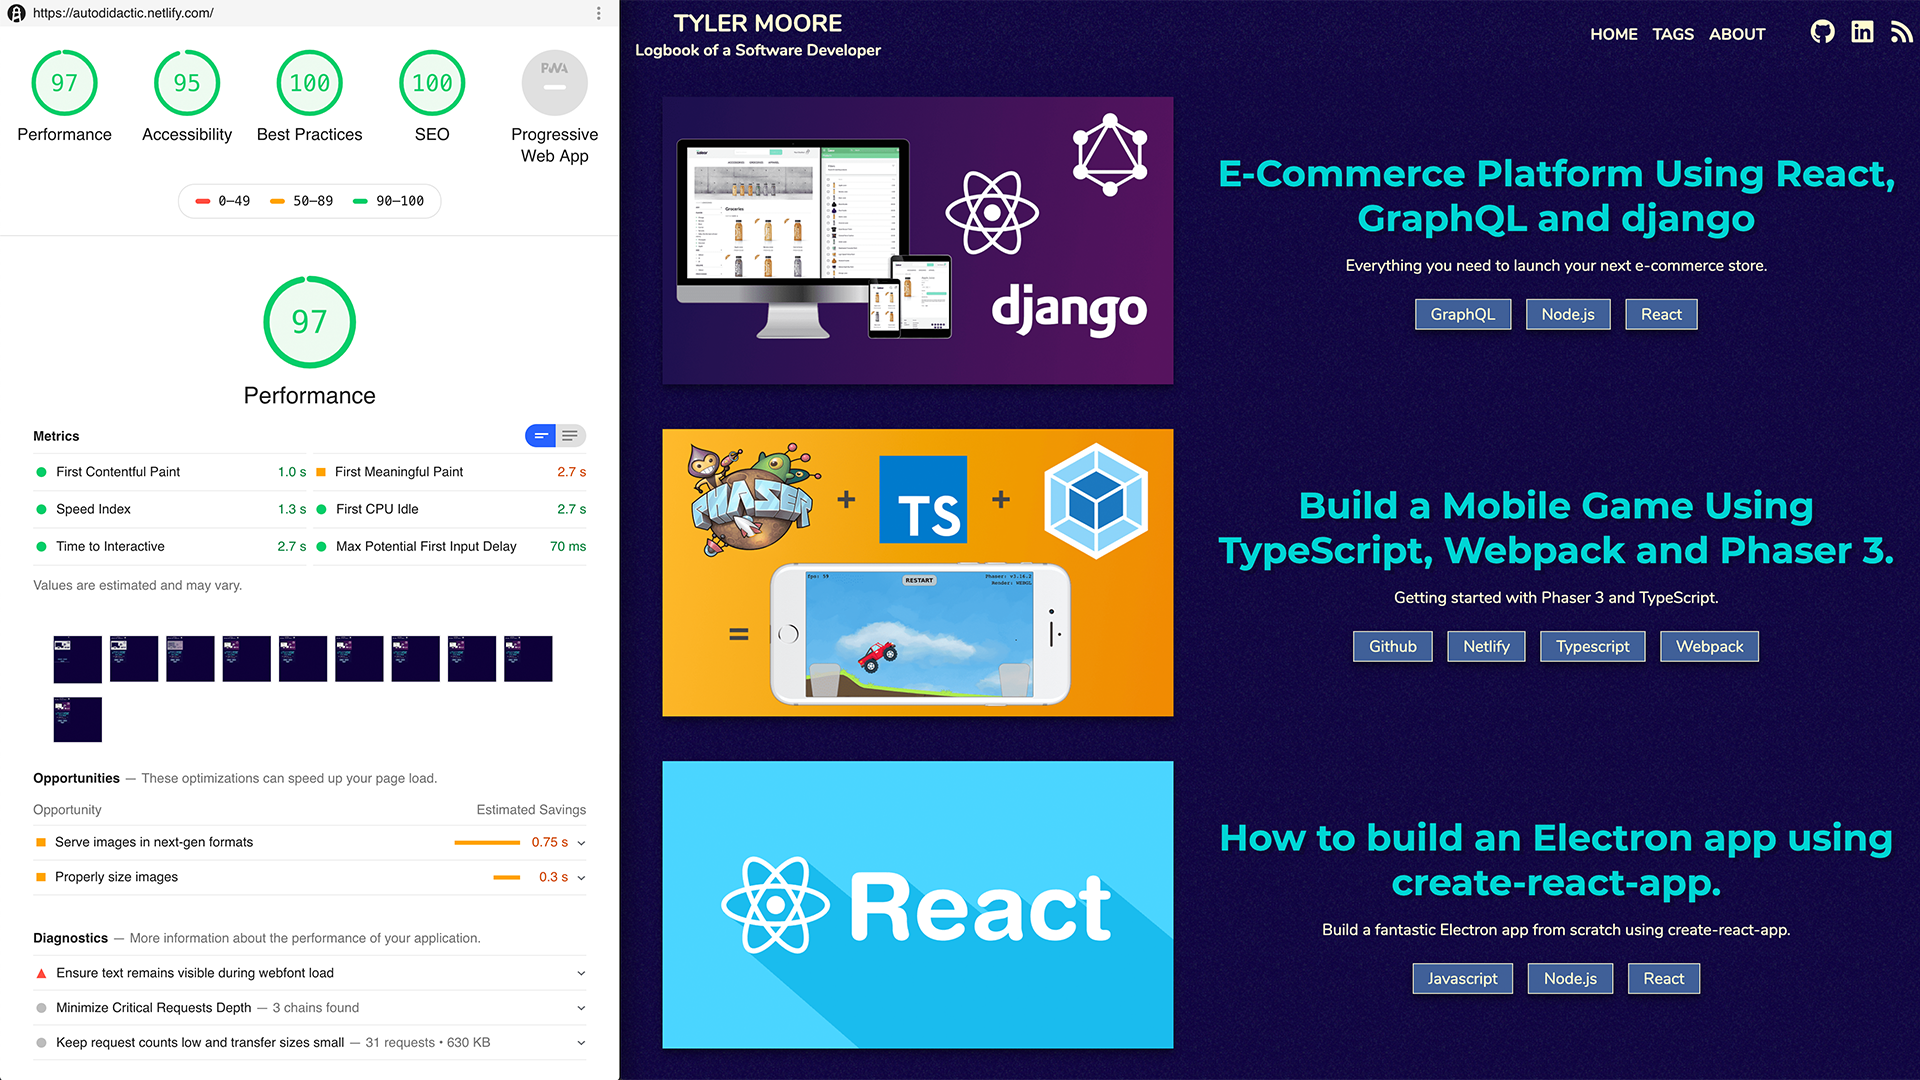 https://autodidactic.netlify.com/
97
95
100
100
PWA
Performance
Accessibility
Best Practices
SEO
Progressive
Web App
0–49
50–89
90–100
97
Performance
Metrics
First Contentful Paint 1.0 s
First Meaningful Paint 2.7 s
Speed Index 1.3 s
First CPU Idle 2.7 s
Time to Interactive 2.7 s
Max Potential First Input Delay 70 ms
Values are estimated and may vary.
Opportunities — These optimizations can speed up your page load.
Opportunity Estimated Savings
Serve images in next-gen formats 0.75 s
Properly size images 0.3 s
Diagnostics — More information about the performance of your application.
Ensure text remains visible during webfont load
Minimize Critical Requests Depth — 3 chains found
Keep request counts low and transfer sizes small — 31 requests • 630 KB
TYLER MOORE
Logbook of a Software Developer
HOME TAGS ABOUT
in
Groceries
django
E-Commerce Platform Using React,
GraphQL and django
Everything you need to launch your next e-commerce store.
GraphQL Node.js React
PHASER
+
TS
+
fps: 59
RESTART
Phaser: v3.16.2
Render: WEBGL
=
Build a Mobile Game Using
TypeScript, Webpack and Phaser 3.
Getting started with Phaser 3 and TypeScript.
Github Netlify Typescript Webpack
React
How to build an Electron app using
create-react-app.
Build a fantastic Electron app from scratch using create-react-app.
Javascript Node.js React